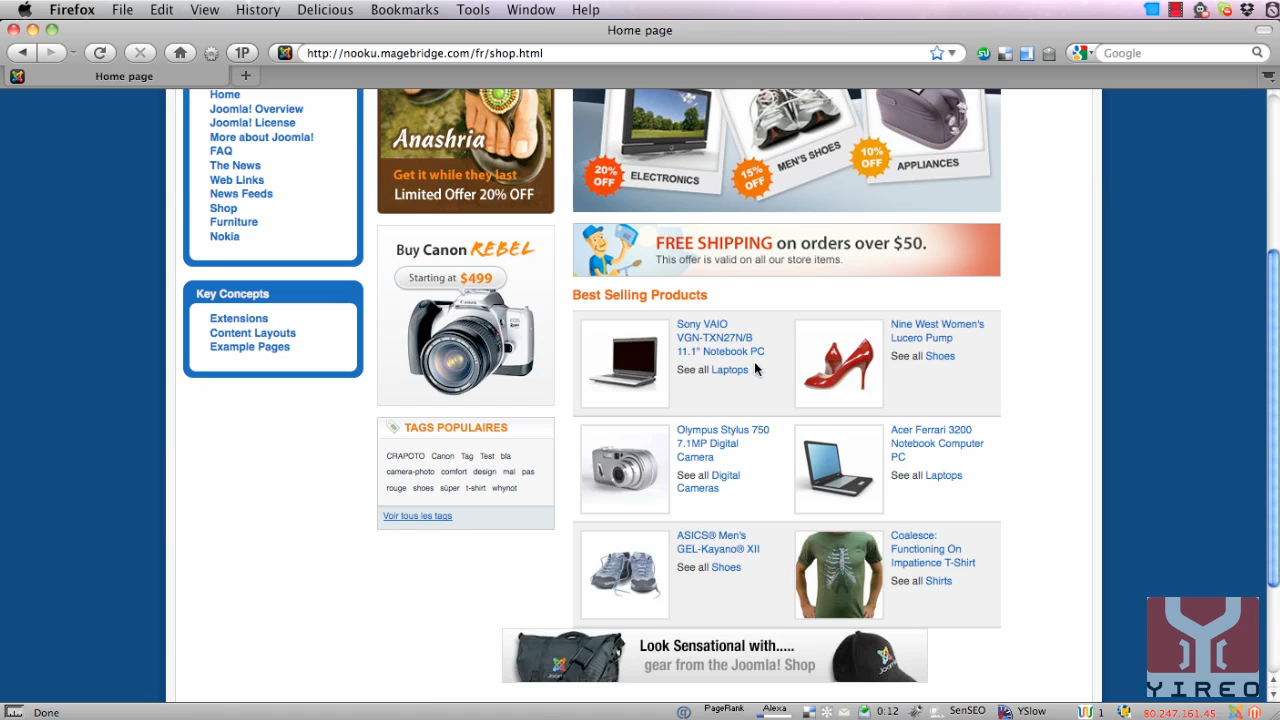 Firefox File Edit View History Delicious Bookmarks Tools Window Help
Home page
1P
http://nooku.magebridge.com/fr/shop.html
Google
Home page
Home
Joomla! Overview
Joomla! License
More about Joomla!
FAQ
The News
Web Links
News Feeds
Shop
Furniture
Nokia
Key Concepts
Extensions
Content Layouts
Example Pages
Anashria
Get it while they last
Limited Offer 20% OFF
Buy Canon REBEL
Starting at $499
Canon
TAGS POPULAIRES
CRAPOTO Canon Tag Test bla
camera-photo comfort design mal pas
rouge shoes süper t-shirt whynot
Voir tous les tags
20% OFF
ELECTRONICS
15% OFF
MEN'S SHOES
10% OFF
APPLIANCES
FREE SHIPPING on orders over $50.
This offer is valid on all our store items.
Best Selling Products
Sony VAIO
VGN-TXN27N/B
11.1" Notebook PC
See all Laptops
Nine West Women's
Lucero Pump
See all Shoes
Olympus Stylus 750
7.1MP Digital
Camera
See all Digital
Cameras
Acer Ferrari 3200
Notebook Computer
PC
See all Laptops
ASICS® Men's
GEL-Kayano® XII
See all Shoes
Coalesce:
Functioning On
Impatience T-Shirt
See all Shirts
Look Sensational with.....
gear from the Joomla! Shop
YIREO
Done
PageRank Alexa 0:12 SenSEO YSlow 1 80.247.161.45